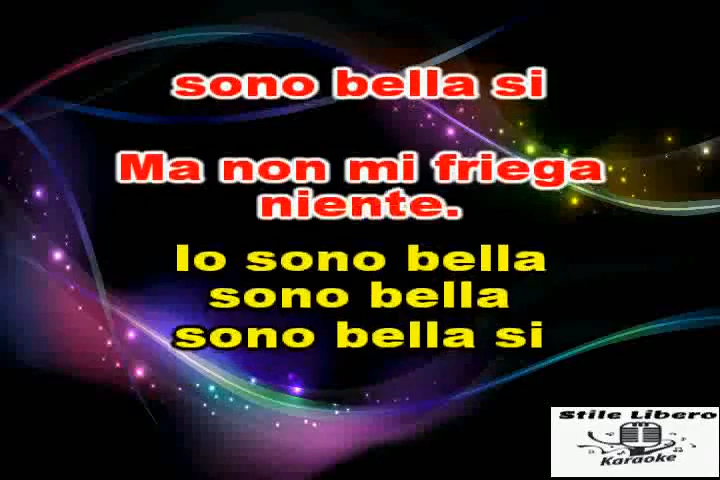 sono bella si
Ma non mi friega
niente.
Io sono bella
sono bella
sono bella si
Stile Libero
Karaoke